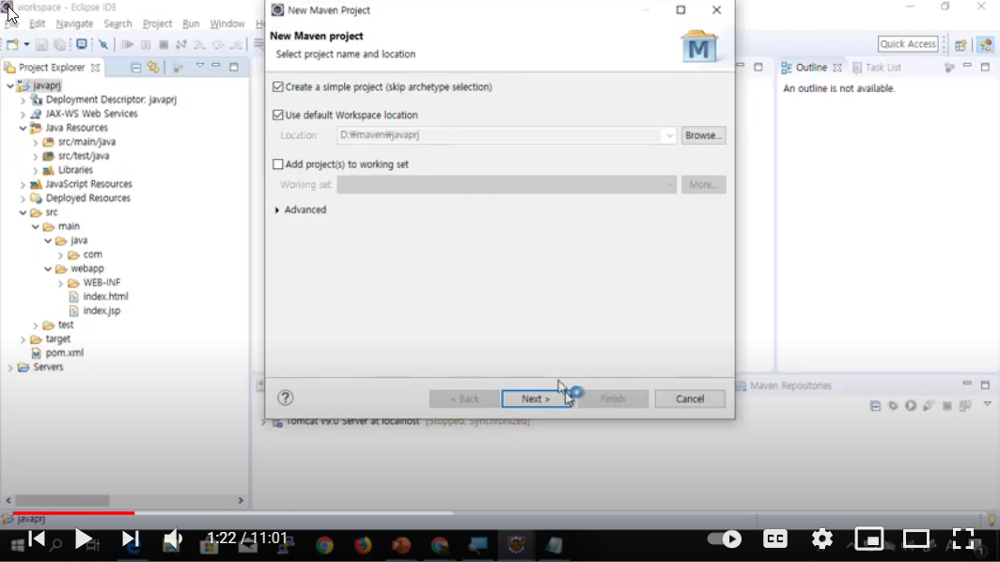 workspace - Eclipse IDE
File Edit Navigate Search Project Run Window
Quick Access
Project Explorer
javaprj
Deployment Descriptor: javaprj
JAX-WS Web Services
Java Resources
src/main/java
src/test/java
Libraries
JavaScript Resources
Deployed Resources
src
main
java
com
webapp
WEB-INF
index.html
index.jsp
test
target
pom.xml
Servers
New Maven Project
New Maven project
Select project name and location
M
Create a simple project (skip archetype selection)
Use default Workspace location
Location: D:₩maven₩javaprj Browse...
Add project(s) to working set
Working set: More...
Advanced
? < Back Next > Finish Cancel
Outline Task List
An outline is not available.
Maven Repositories
Tomcat v9.0 Server at localhost [Stopped, Synchronized]
javaprj
1:22 / 11:01
CC